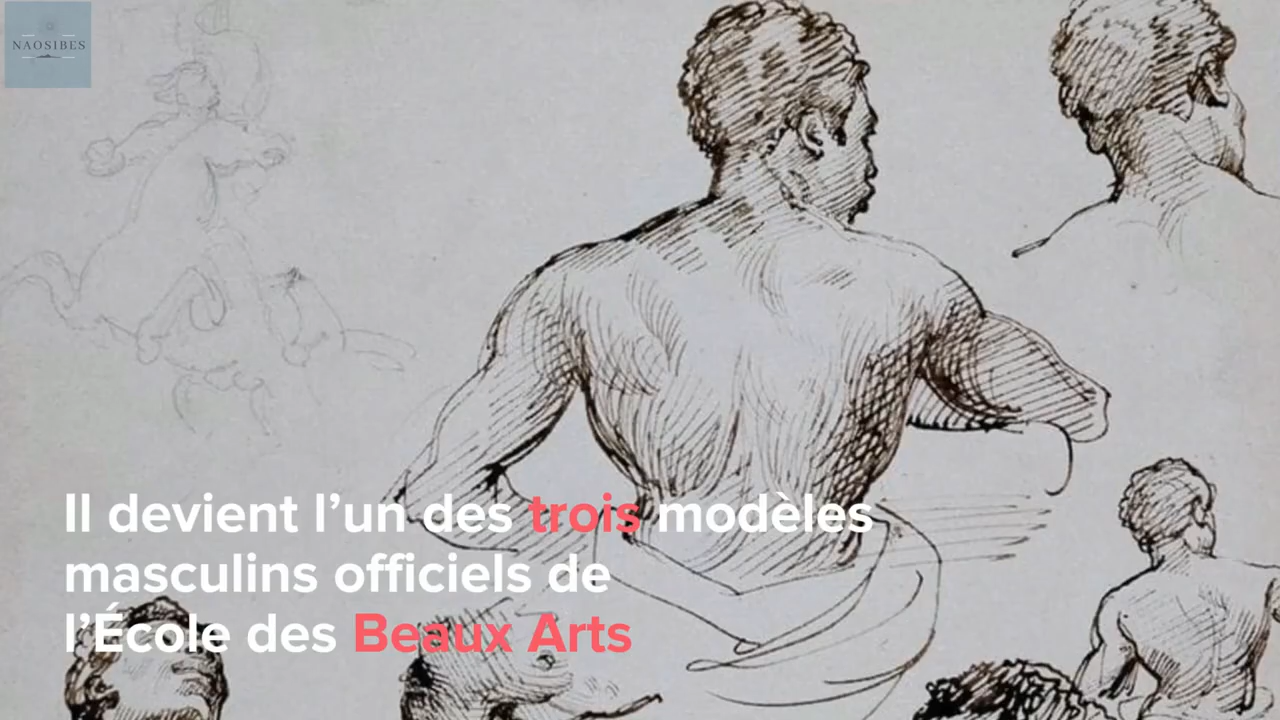 NAOSIBES
Il devient l’un des trois modèles
masculins officiels de
l’École des Beaux Arts